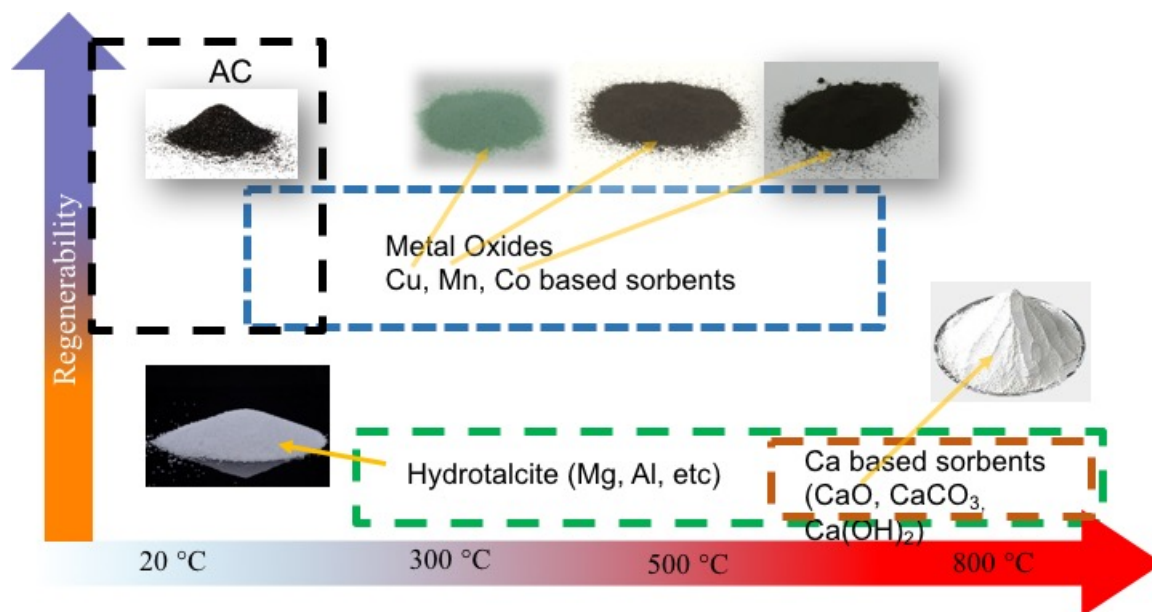 AC
Regenerability
Metal Oxides
Cu, Mn, Co based sorbents
Hydrotalcite (Mg, Al, etc)
Ca based sorbents
(CaO, CaCO₃,
Ca(OH)₂)
20 °C
300 °C
500 °C
800 °C